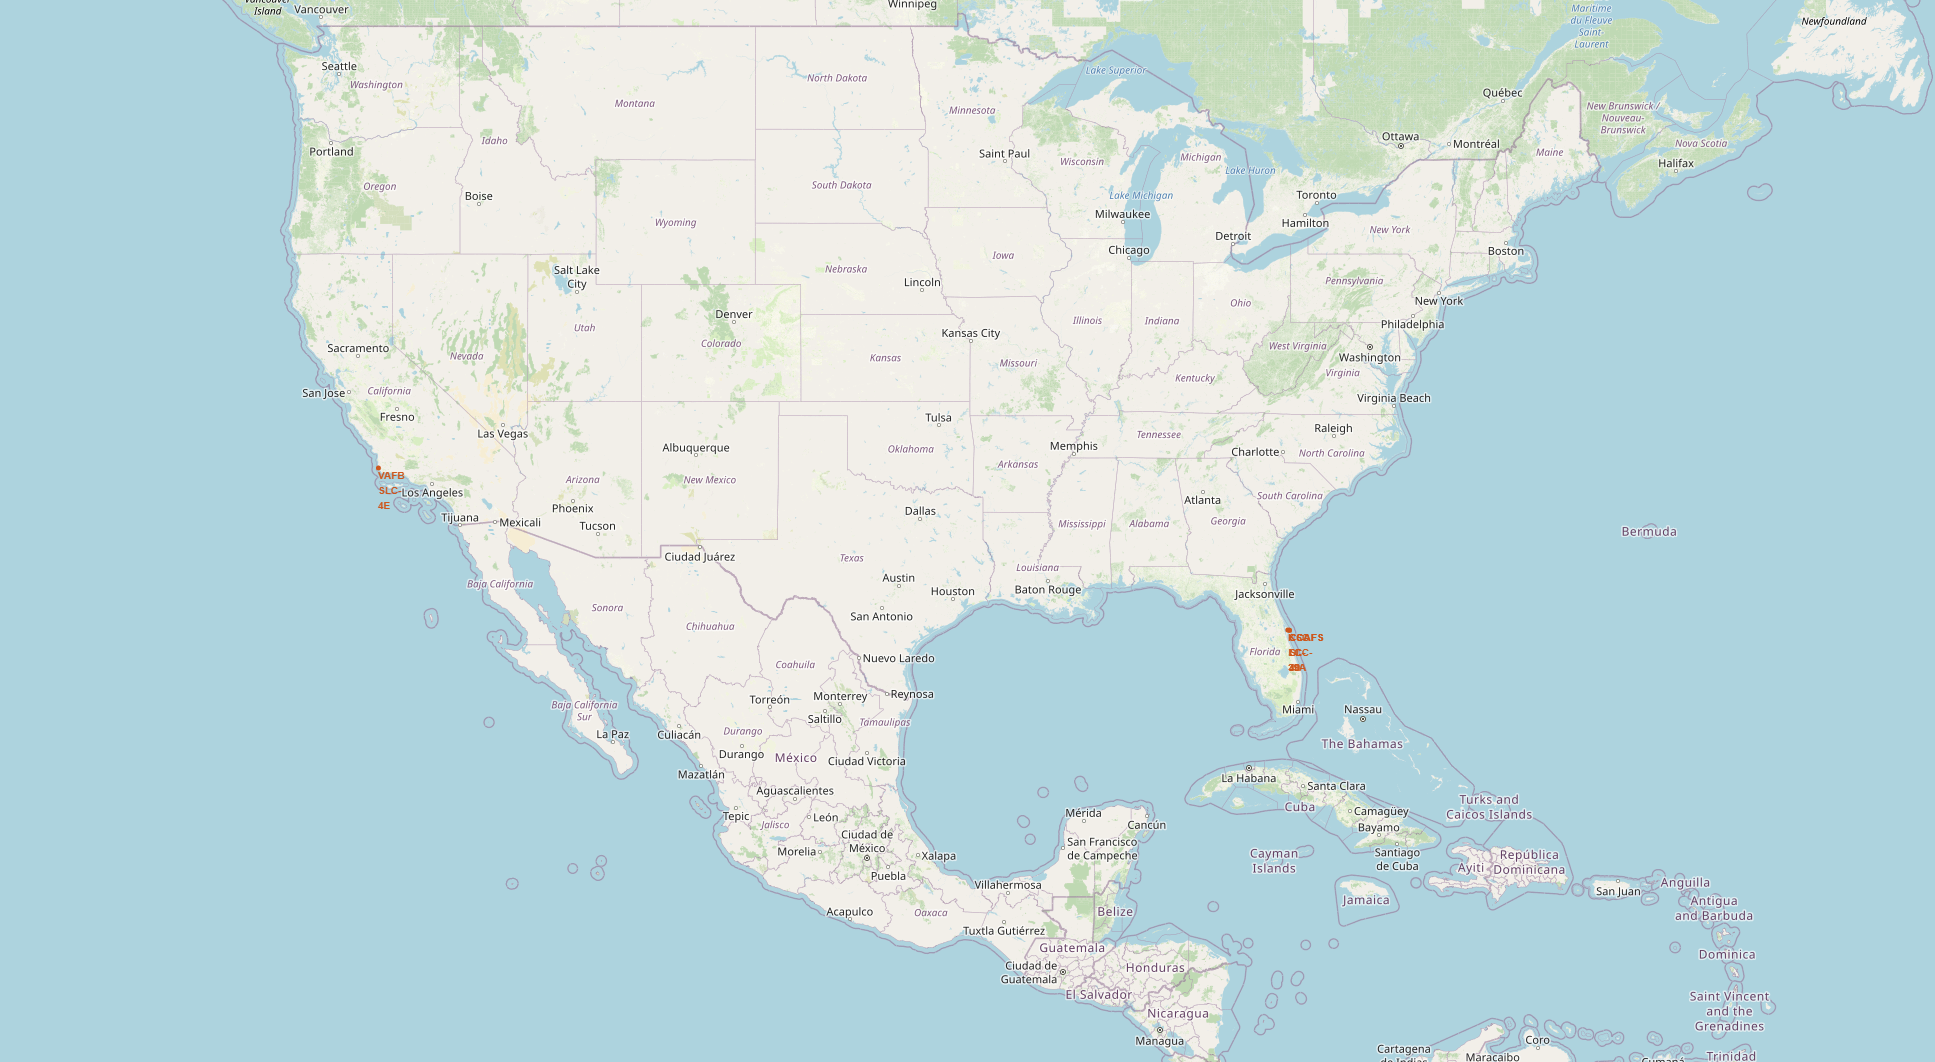 Vancouver
Island
Vancouver
Winnipeg
Maritime
du Fleuve
Saint-
Laurent
Newfoundland
Seattle
Washington
Montana
North Dakota
Minnesota
Lake Superior
Québec
New Brunswick /
Nouveau-
Brunswick
Nova Scotia
Halifax
Portland
Oregon
Idaho
Boise
Wyoming
South Dakota
Saint Paul
Wisconsin
Michigan
Lake Huron
Lake Michigan
Ottawa
Montréal
Maine
Toronto
Hamilton
Milwaukee
Chicago
Detroit
New York
Boston
Salt Lake
City
Nebraska
Lincoln
Iowa
Pennsylvania
New York
Philadelphia
Ohio
Indiana
Illinois
Denver
Utah
Colorado
Kansas City
Kansas
Missouri
West Virginia
Washington
Virginia
Kentucky
Sacramento
Nevada
California
San Jose
Fresno
Las Vegas
Virginia Beach
Raleigh
North Carolina
Charlotte
Tennessee
Memphis
Tulsa
Oklahoma
Arkansas
Albuquerque
New Mexico
Arizona
VAFB
SLC-
4E
Los Angeles
Phoenix
Tucson
Tijuana
Mexicali
Dallas
Atlanta
South Carolina
Georgia
Alabama
Mississippi
Bermuda
Ciudad Juárez
Texas
Louisiana
Austin
Houston
Baton Rouge
Jacksonville
Baja California
Sonora
Chihuahua
San Antonio
Florida
Coahuila
Nuevo Laredo
Torreón
Monterrey
Reynosa
Saltillo
Tamaulipas
Miami
Nassau
The Bahamas
Baja California
Sur
La Paz
Culiacán
Durango
Durango
México
Ciudad Victoria
Mazatlán
La Habana
Santa Clara
Cuba
Camagüey
Bayamo
Santiago
de Cuba
Turks and
Caicos Islands
Aguascalientes
Tepic
Jalisco
León
Ciudad de
México
Morelia
Puebla
Xalapa
Mérida
Cancún
San Francisco
de Campeche
Cayman
Islands
Ayiti
República
Dominicana
San Juan
Anguilla
Antigua
and Barbuda
Villahermosa
Jamaica
Acapulco
Oaxaca
Tuxtla Gutiérrez
Belize
Guatemala
Ciudad de
Guatemala
Honduras
El Salvador
Nicaragua
Managua
Dominica
Saint Vincent
and the
Grenadines
Cartagena
de Indias
Maracaibo
Coro
Cumaná
Trinidad